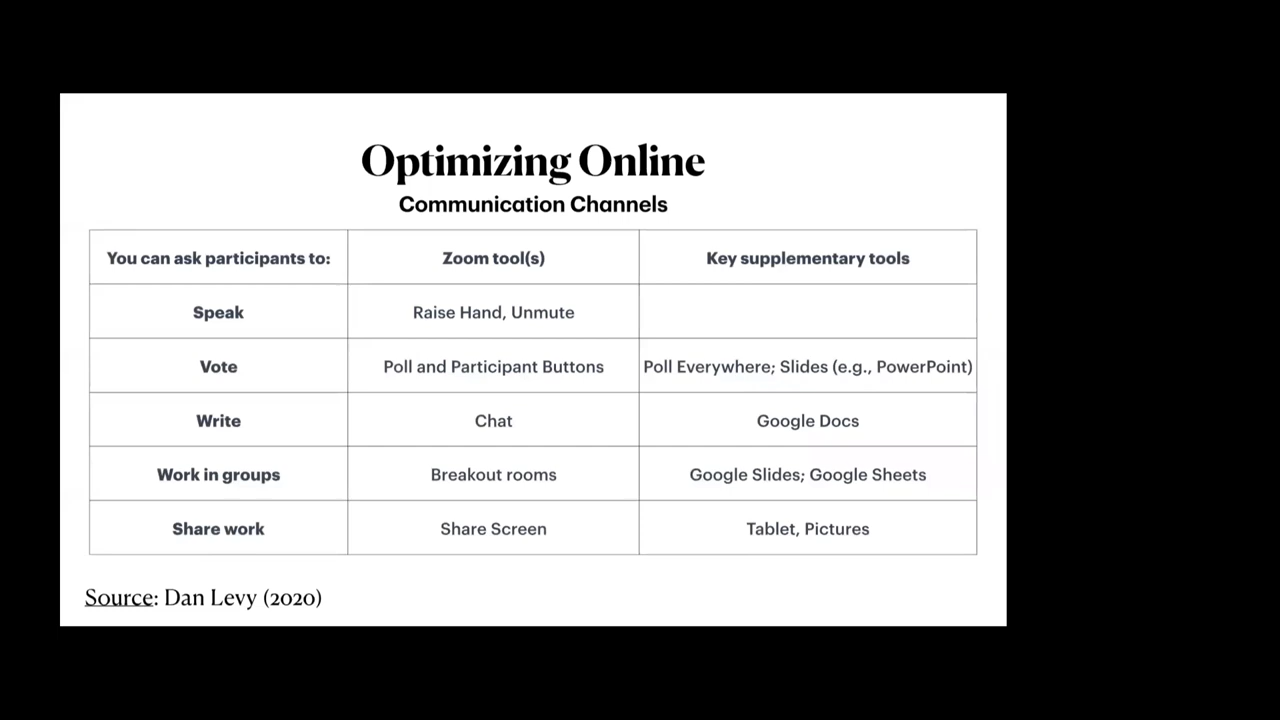 Optimizing Online
Communication Channels
You can ask participants to: Zoom tool(s) Key supplementary tools
Speak Raise Hand, Unmute
Vote Poll and Participant Buttons Poll Everywhere; Slides (e.g., PowerPoint)
Write Chat Google Docs
Work in groups Breakout rooms Google Slides; Google Sheets
Share work Share Screen Tablet, Pictures
Source: Dan Levy (2020)